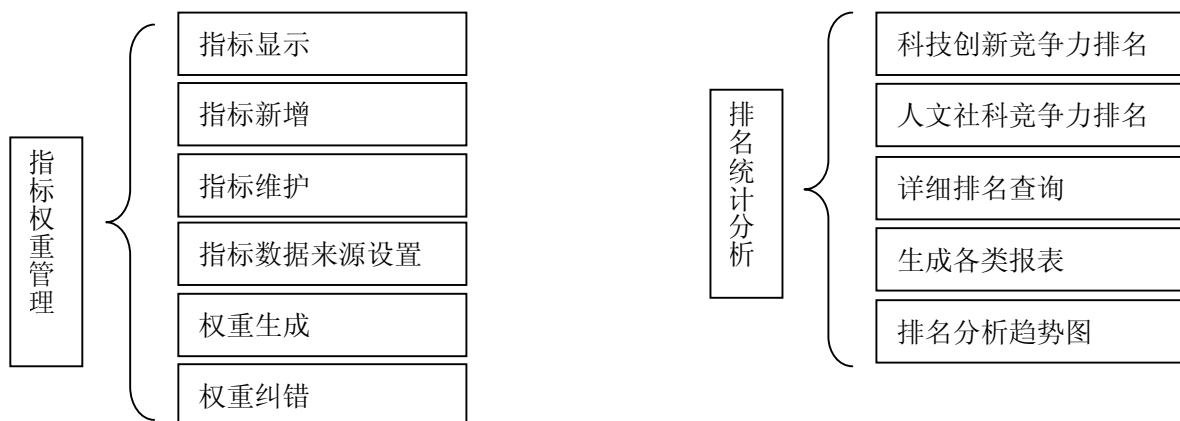 指标权重管理
指标显示
指标新增
指标维护
指标数据来源设置
权重生成
权重纠错
排名统计分析
科技创新竞争力排名
人文社科竞争力排名
详细排名查询
生成各类报表
排名分析趋势图